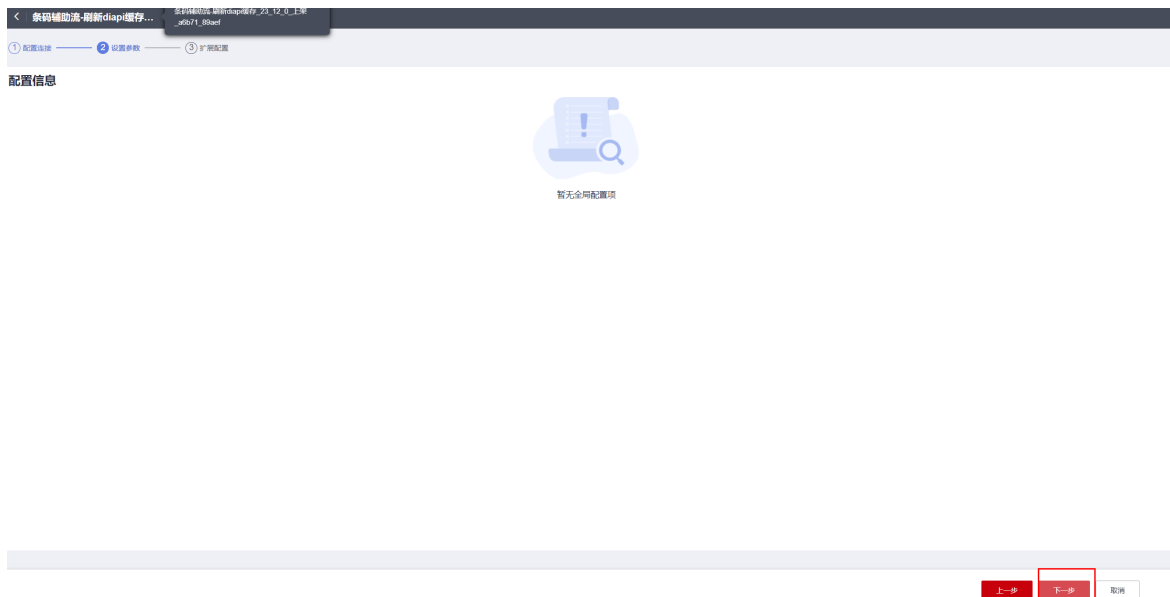 条码辅助流-刷新diapi缓存...
条码辅助流-刷新diapi缓存_23_12_0_上架
_a6b71_89aef
1 配置连接
2 设置参数
3 扩展配置
配置信息
暂无全局配置项
上一步
下一步
取消